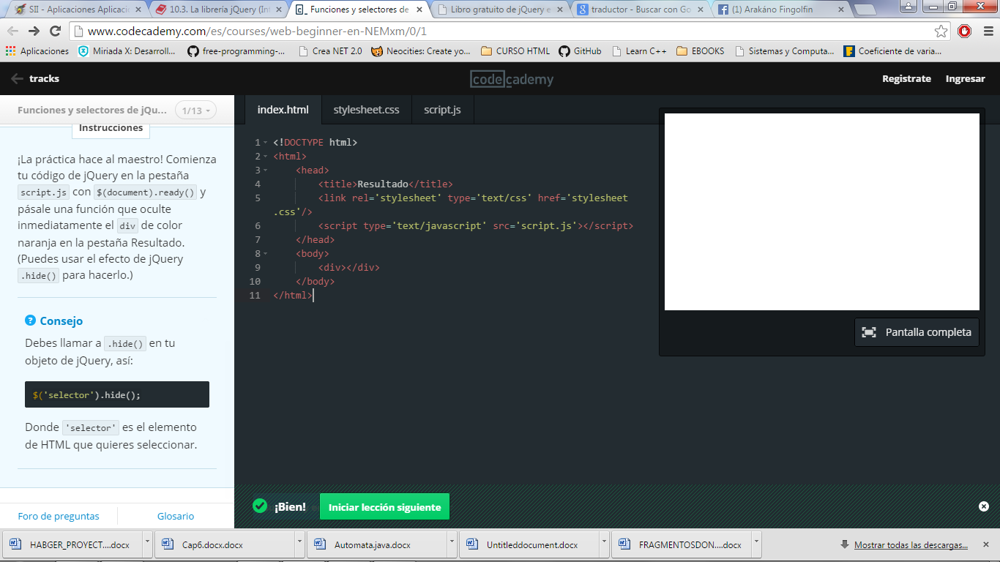 SII - Aplicaciones Aplicaci
10.3. La librería jQuery (Int
Funciones y selectores de
Libro gratuito de jQuery e
traductor - Buscar con Go
(1) Arakáno Fingolfin
www.codecademy.com/es/courses/web-beginner-en-NEMxm/0/1
Aplicaciones
Miriada X: Desarroll...
free-programming-...
Crea NET 2.0
Neocities: Create yo...
CURSO HTML
GitHub
Learn C++
EBOOKS
Sistemas y Computa...
Coeficiente de varia...
tracks
codecademy
Registrate
Ingresar
Funciones y selectores de jQu...
1/13
Instrucciones
¡La práctica hace al maestro! Comienza
tu código de jQuery en la pestaña
script.js con $(document).ready() y
pásale una función que oculte
inmediatamente el div de color
naranja en la pestaña Resultado.
(Puedes usar el efecto de jQuery
.hide() para hacerlo.)
Consejo
Debes llamar a .hide() en tu
objeto de jQuery, así:
$('selector').hide();
Donde 'selector' es el elemento
de HTML que quieres seleccionar.
Foro de preguntas
Glosario
index.html
stylesheet.css
script.js
1 <!DOCTYPE html>
2 <html>
3 <head>
4 <title>Resultado</title>
5 <link rel='stylesheet' type='text/css' href='stylesheet
.css'/>
6 <script type='text/javascript' src='script.js'></script>
7 </head>
8 <body>
9 <div></div>
10 </body>
11 </html>
Pantalla completa
¡Bien!
Iniciar lección siguiente
HABGER_PROYECT....docx
Cap6.docx.docx
Automata.java.docx
Untitleddocument.docx
FRAGMENTOSDON....docx
Mostrar todas las descargas...